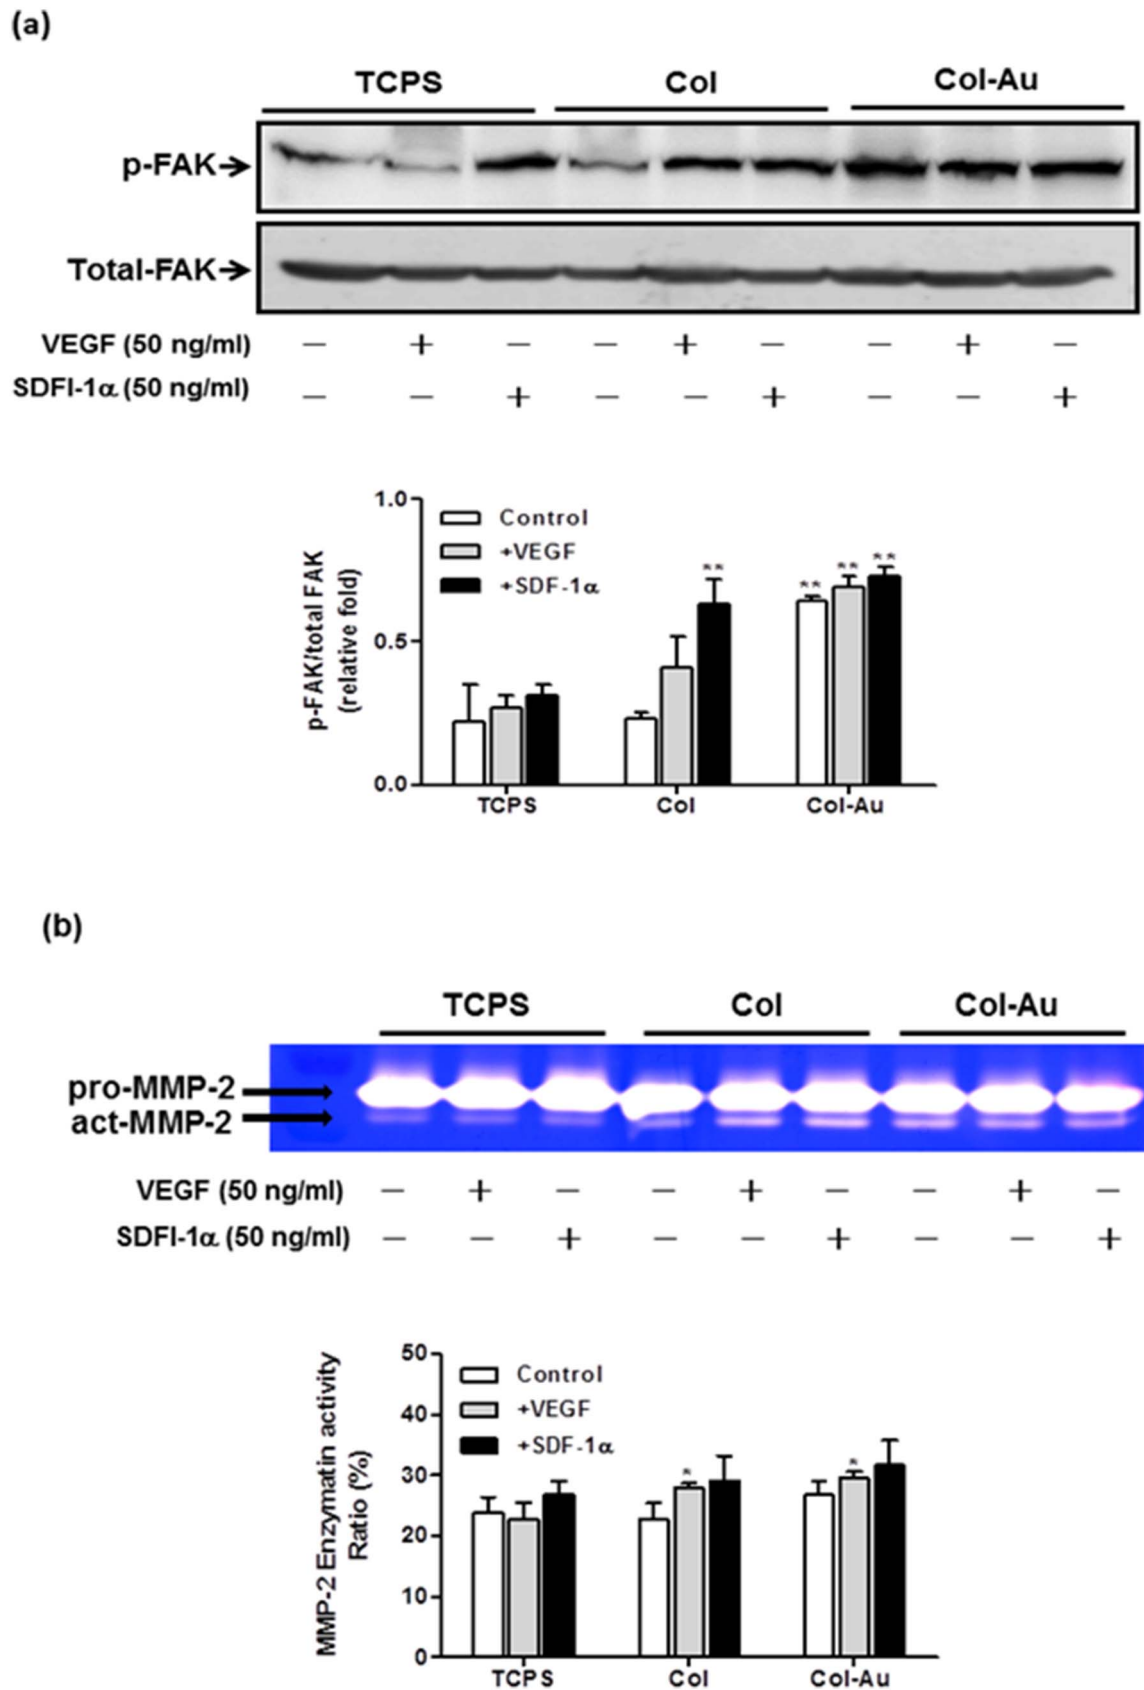 (a)
TCPS Col Col-Au
p-FAK→
Total-FAK→
VEGF (50 ng/ml) — + — — + — — + —
SDFI-1α (50 ng/ml) — — + — — + — — +
1.0
0.5
0.0
p-FAK/total FAK
(relative fold)
Control
+VEGF
+SDF-1α
**
**
**
**
TCPS Col Col-Au
(b)
TCPS Col Col-Au
pro-MMP-2
act-MMP-2
VEGF (50 ng/ml) — + — — + — — + —
SDFI-1α (50 ng/ml) — — + — — + — — +
50
40
30
20
10
0
MMP-2 Enzymatin activity
Ratio (%)
Control
+VEGF
+SDF-1α
*
*
TCPS Col Col-Au